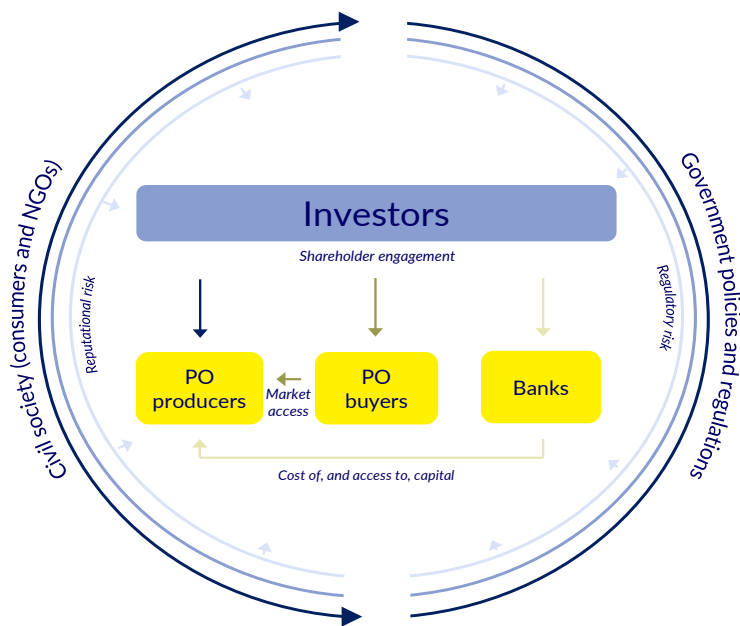 Civil society (consumers and NGOs)
Reputational risk
Government policies and regulations
Regulatory risk
Investors
Shareholder engagement
PO
producers
Market
access
PO
buyers
Banks
Cost of, and access to, capital